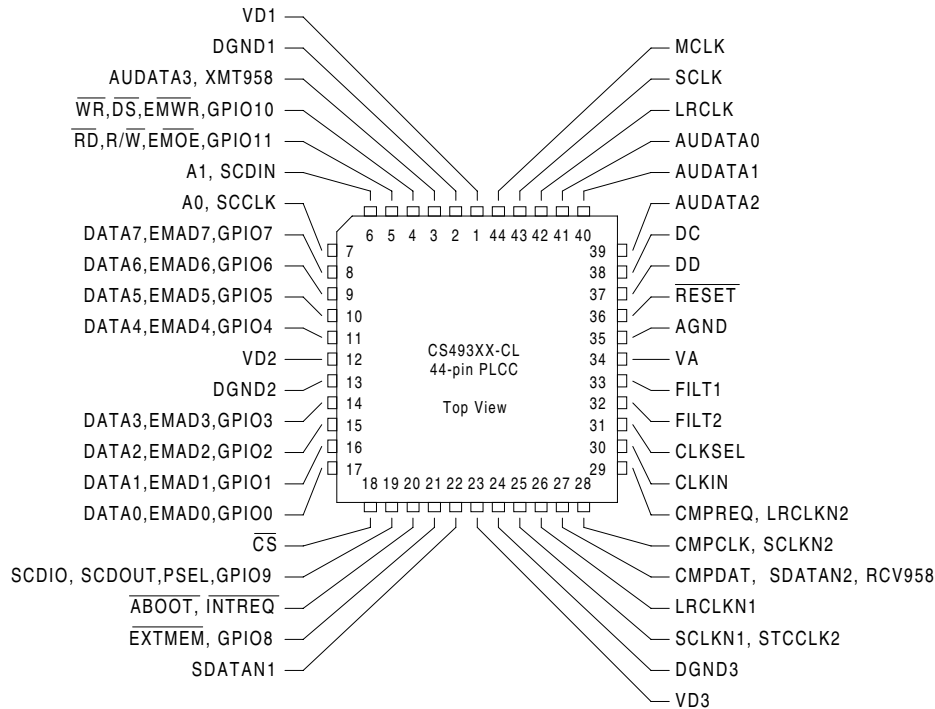 VD1
DGND1
AUDATA3, XMT958
WR,DS,EMWR,GPIO10
RD,R/W,EMOE,GPIO11
A1, SCDIN
A0, SCCLK
DATA7,EMAD7,GPIO7
DATA6,EMAD6,GPIO6
DATA5,EMAD5,GPIO5
DATA4,EMAD4,GPIO4
VD2
DGND2
DATA3,EMAD3,GPIO3
DATA2,EMAD2,GPIO2
DATA1,EMAD1,GPIO1
DATA0,EMAD0,GPIO0
CS
SCDIO, SCDOUT,PSEL,GPIO9
ABOOT, INTREQ
EXTMEM, GPIO8
SDATAN1
MCLK
SCLK
LRCLK
AUDATA0
AUDATA1
AUDATA2
DC
DD
RESET
AGND
VA
FILT1
FILT2
CLKSEL
CLKIN
CMPREQ, LRCLKN2
CMPCLK, SCLKN2
CMPDAT, SDATAN2, RCV958
LRCLKN1
SCLKN1, STCCLK2
DGND3
VD3
6 5 4 3 2 1 44 43 42 41 40
7
8
9
10
11
12
13
14
15
16
17
39
38
37
36
35
34
33
32
31
30
29
18 19 20 21 22 23 24 25 26 27 28
CS493XX-CL
44-pin PLCC
Top View